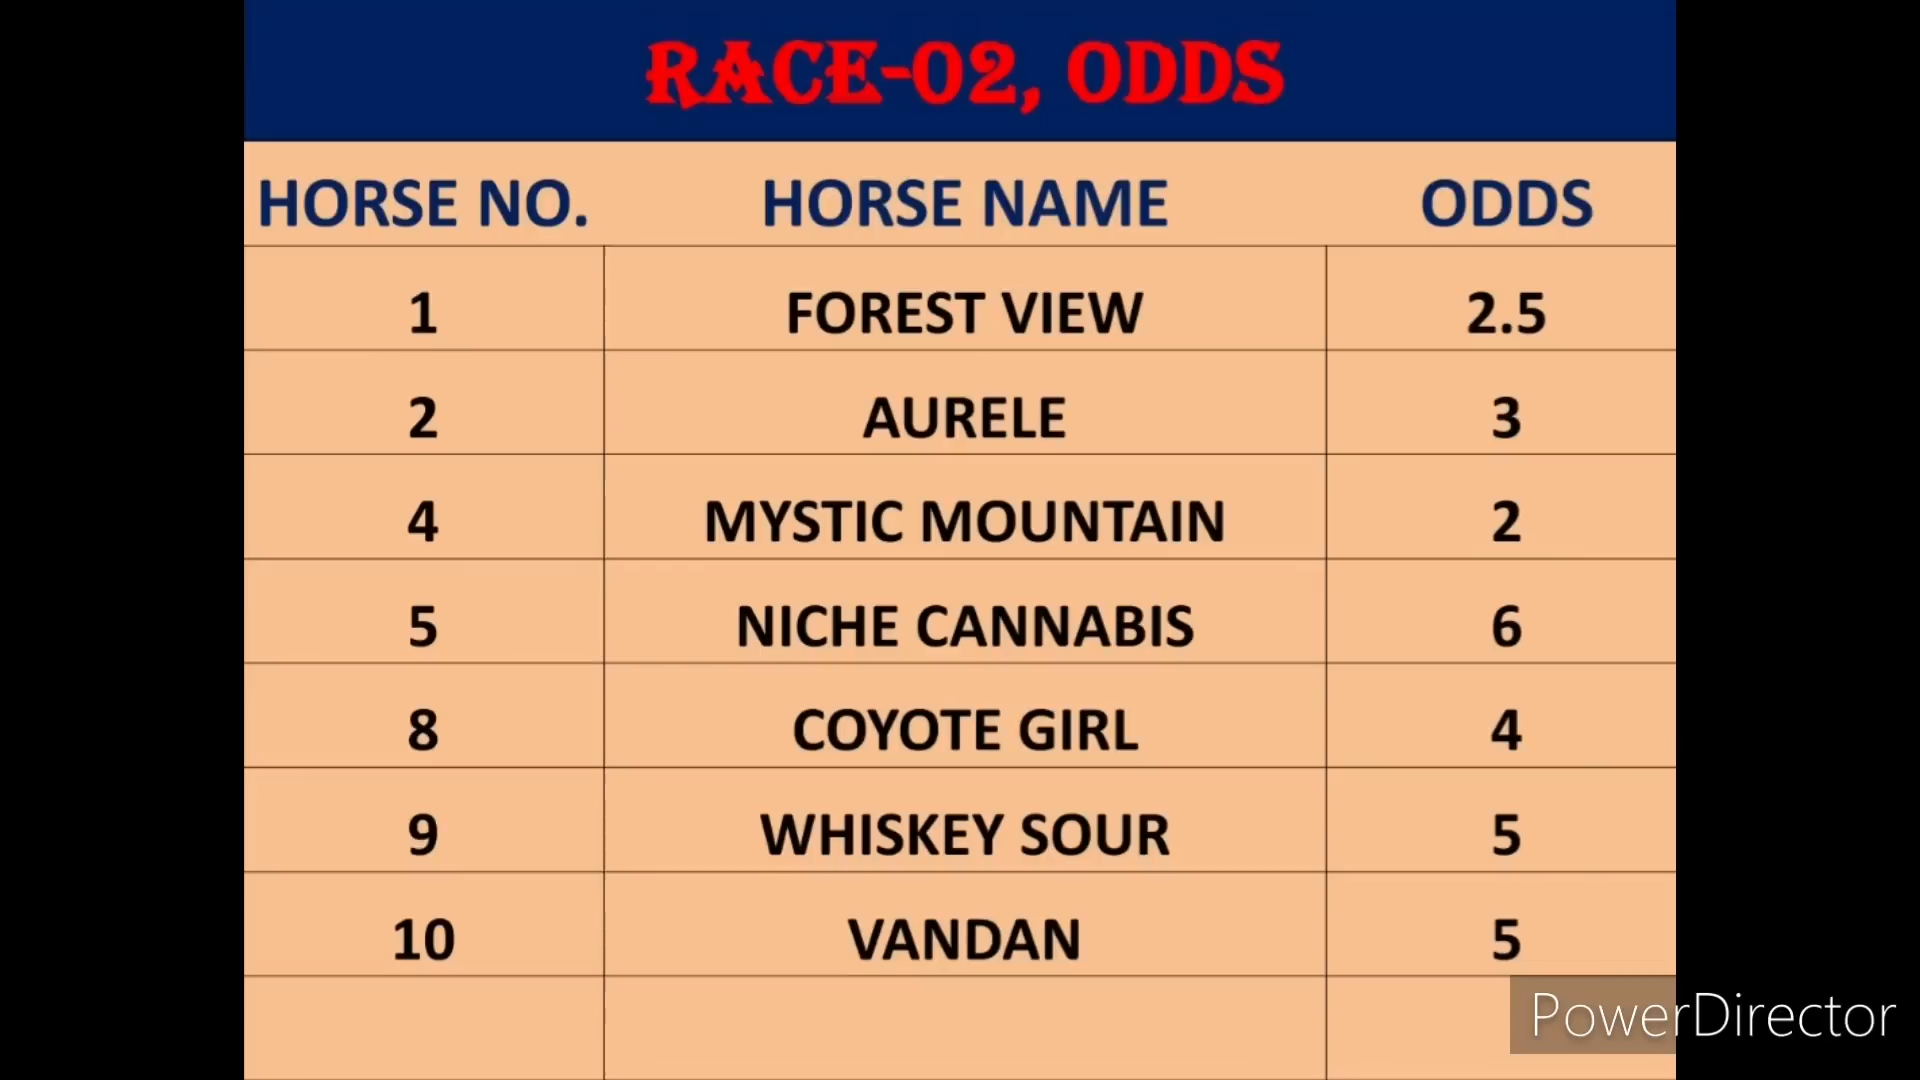 RACE-02, ODDS
HORSE NO. HORSE NAME ODDS
1 FOREST VIEW 2.5
2 AURELE 3
4 MYSTIC MOUNTAIN 2
5 NICHE CANNABIS 6
8 COYOTE GIRL 4
9 WHISKEY SOUR 5
10 VANDAN 5
PowerDirector